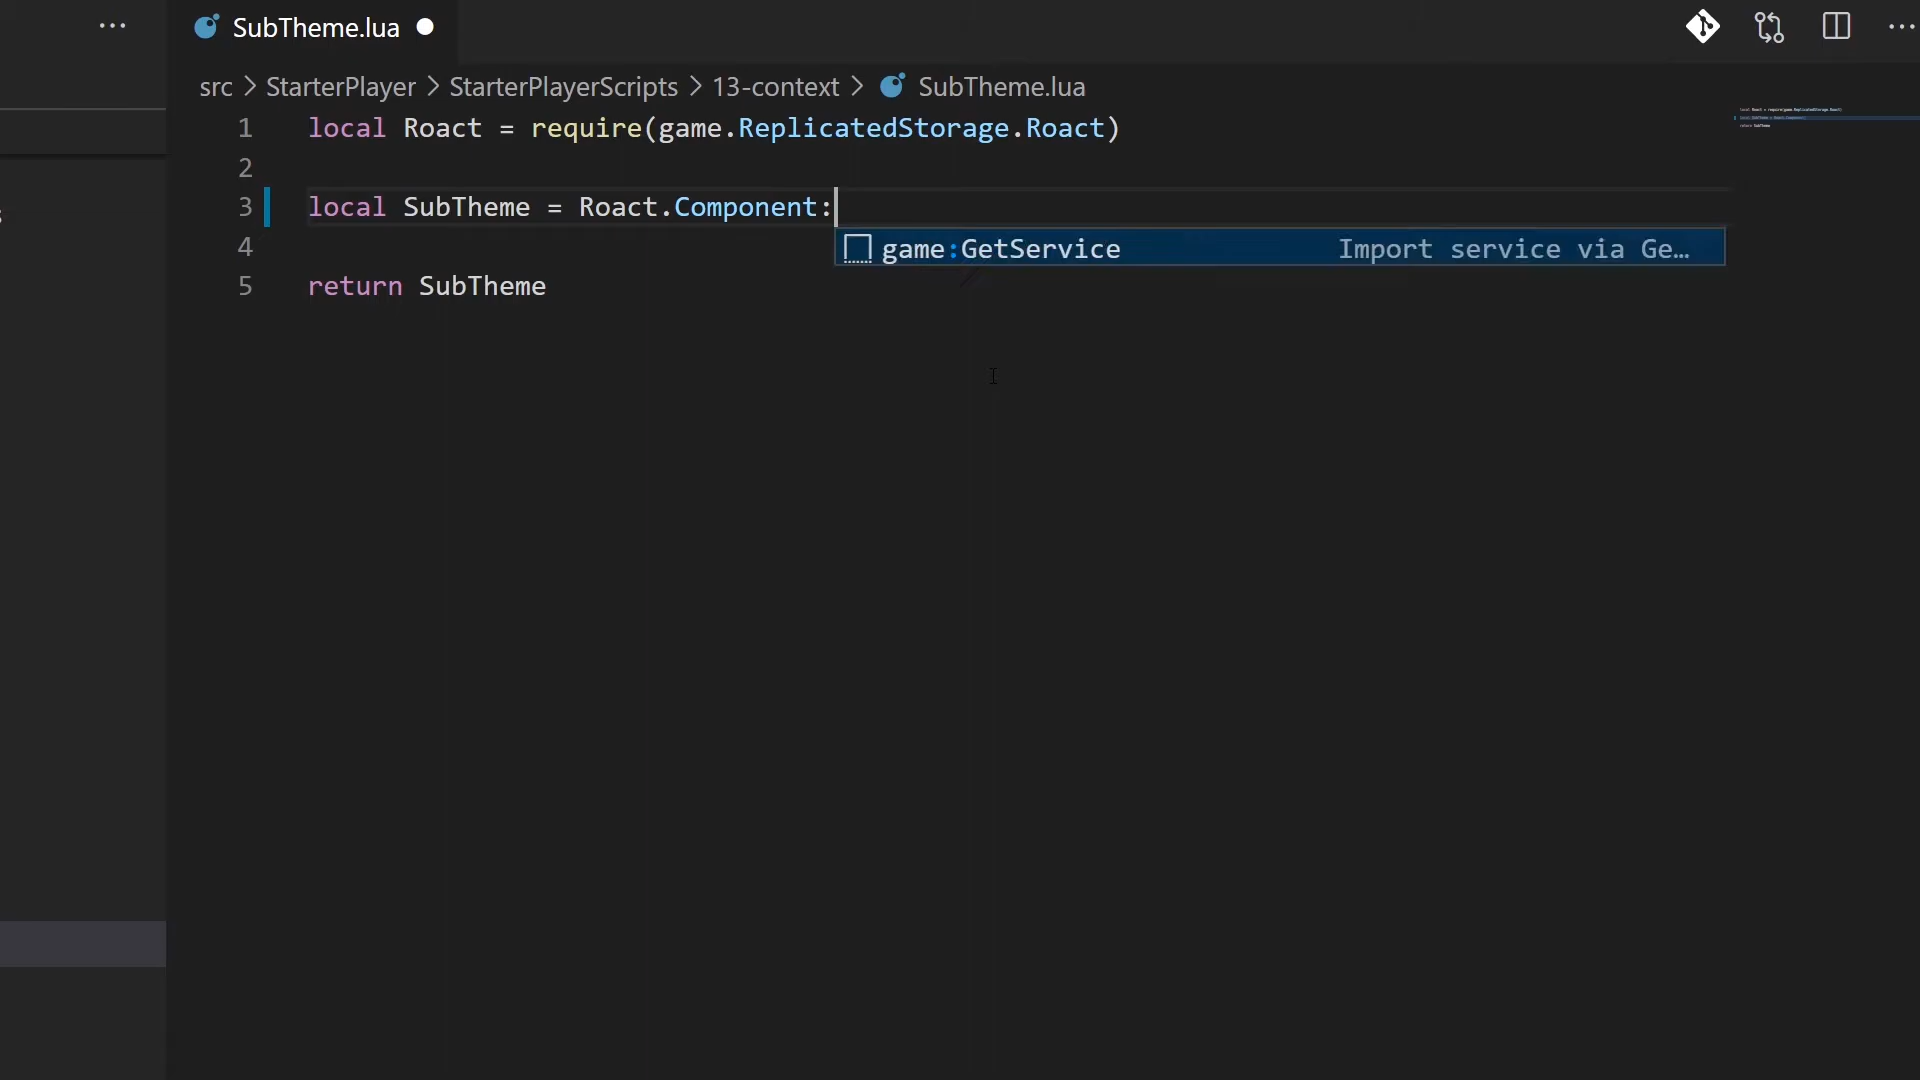 SubTheme.lua
src > StarterPlayer > StarterPlayerScripts > 13-context > SubTheme.lua
1 local Roact = require(game.ReplicatedStorage.Roact)
2
3 local SubTheme = Roact.Component:
game:GetService Import service via Ge…
4
5 return SubTheme